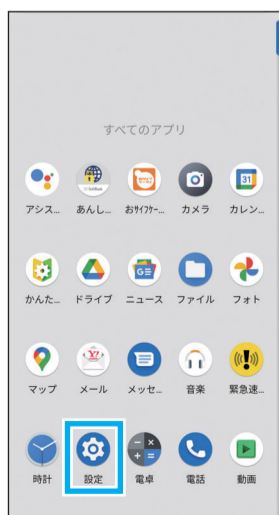 すべてのアプリ
アシス... あんし... おサイフケー... カメラ カレン...
かんた... ドライブ ニュース ファイル フォト
マップ メール メッセ... 音楽 緊急速...
時計 設定 電卓 電話 動画
31
GE
Y!